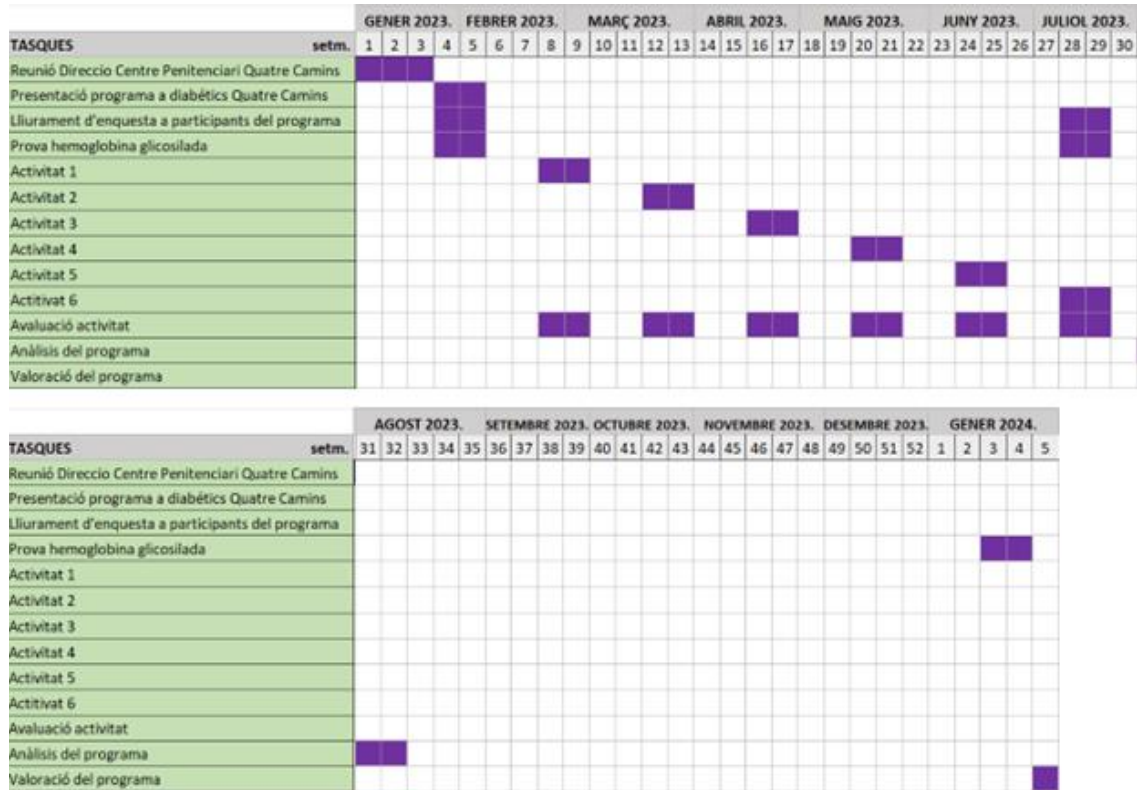 GENER 2023. FEBRER 2023. MARÇ 2023. ABRIL 2023. MAIG 2023. JUNY 2023. JULIOL 2023.
TASQUES setm. 1 2 3 4 5 6 7 8 9 10 11 12 13 14 15 16 17 18 19 20 21 22 23 24 25 26 27 28 29 30
Reunió Direccio Centre Penitenciari Quatre Camins
Presentació programa a diabétics Quatre Camins
Lliurament d'enquesta a participants del programa
Prova hemoglobina glicosilada
Activitat 1
Activitat 2
Activitat 3
Activitat 4
Activitat 5
Actitivat 6
Avaluació activitat
Anàlisis del programa
Valoració del programa
AGOST 2023. SETEMBRE 2023. OCTUBRE 2023. NOVEMBRE 2023. DESEMBRE 2023. GENER 2024.
TASQUES setm. 31 32 33 34 35 36 37 38 39 40 41 42 43 44 45 46 47 48 49 50 51 52 1 2 3 4 5
Reunió Direccio Centre Penitenciari Quatre Camins
Presentació programa a diabétics Quatre Camins
Lliurament d'enquesta a participants del programa
Prova hemoglobina glicosilada
Activitat 1
Activitat 2
Activitat 3
Activitat 4
Activitat 5
Actitivat 6
Avaluació activitat
Anàlisis del programa
Valoració del programa